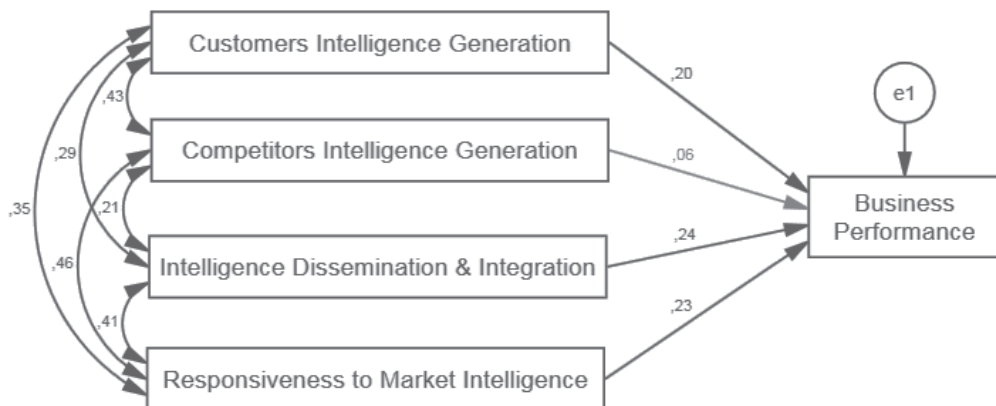 Customers Intelligence Generation
,20
e1
,43
Competitors Intelligence Generation
,06
,29
Business
Performance
,35
,21
,24
,46
Intelligence Dissemination & Integration
,23
,41
Responsiveness to Market Intelligence